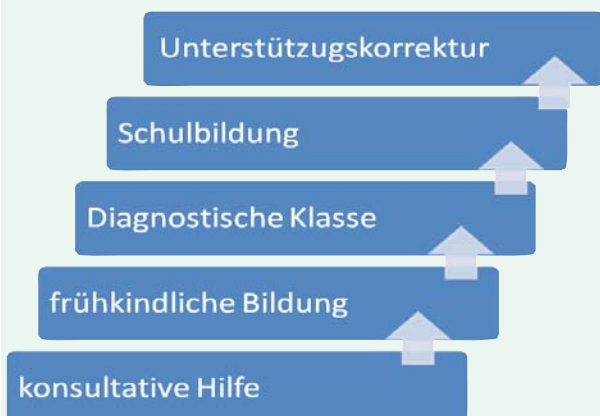 Unterstützugskorrektur
Schulbildung
Diagnostische Klasse
frühkindliche Bildung
konsultative Hilfe